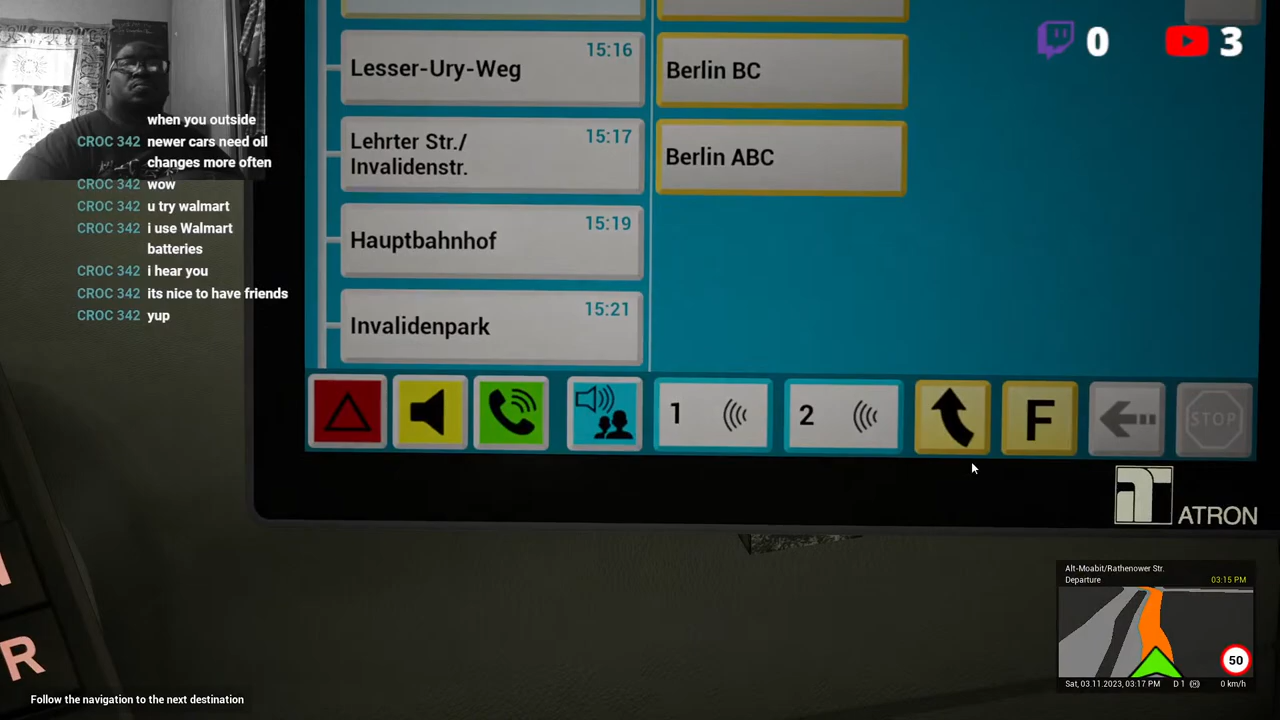 0
3
15:16
Lesser-Ury-Weg
Berlin BC
when you outside
CROC 342 newer cars need oil
changes more often
CROC 342 wow
CROC 342 u try walmart
CROC 342 i use Walmart
batteries
CROC 342 i hear you
CROC 342 its nice to have friends
CROC 342 yup
15:17
Lehrter Str./
Invalidenstr.
Berlin ABC
15:19
Hauptbahnhof
15:21
Invalidenpark
1
2
F
STOP
ATRON
Alt-Moabit/Rathenower Str.
Departure 03:15 PM
50
Sat, 03.11.2023, 03:17 PM D 1 0 km/h
R
Follow the navigation to the next destination